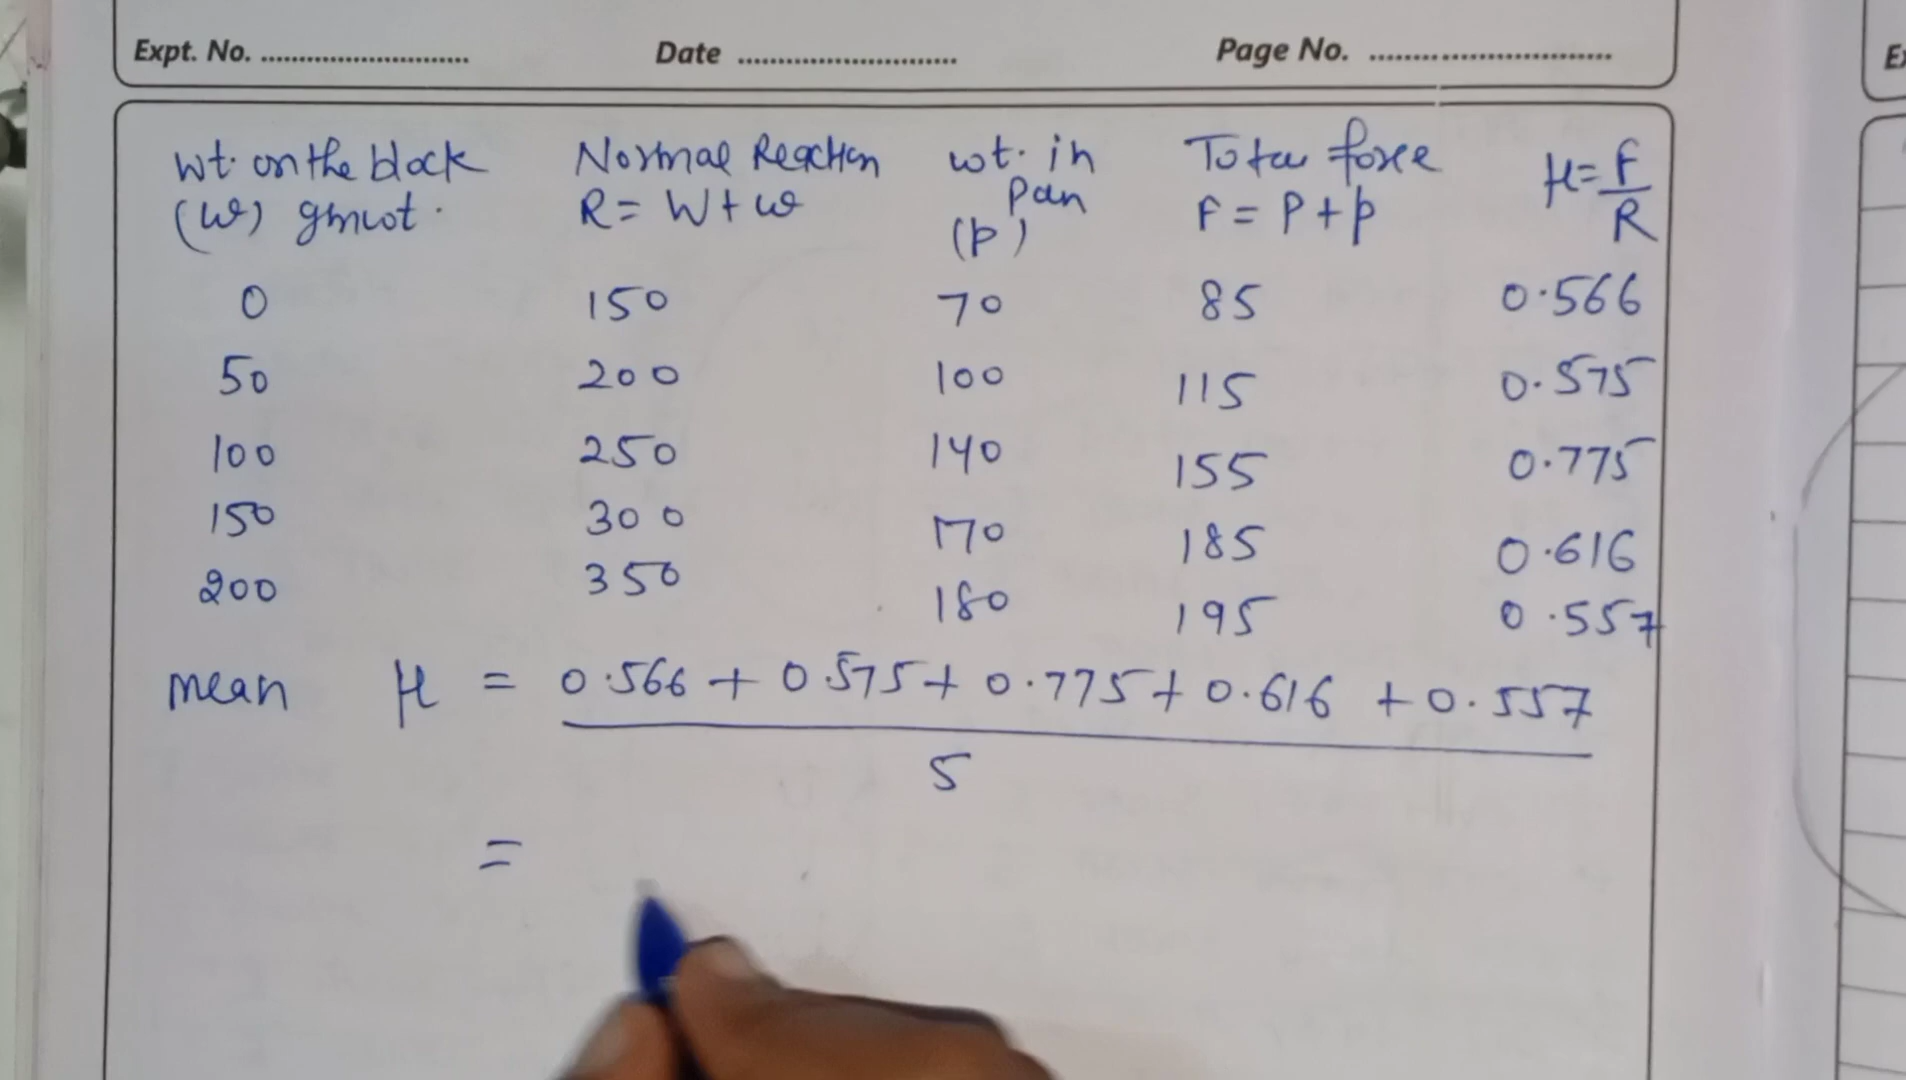 Expt. No. ............................ Date ............................ Page No. ............................
wt. on the block Normal Reaction wt. in Total force μ = F/R
(w) gmwt. R = W + w pan F = P + p
(p)
0 150 70 85 0.566
50 200 100 115 0.575
100 250 140 155 0.775
150 300 170 185 0.616
200 350 180 195 0.557
mean μ = 0.566 + 0.575 + 0.775 + 0.616 + 0.557
5
=